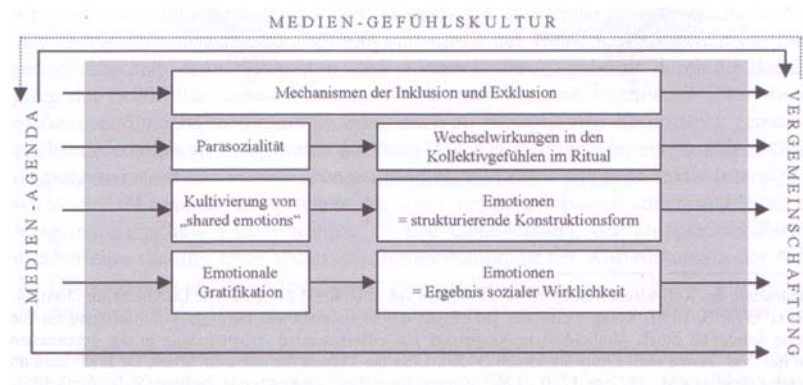 MEDIEN-GEFÜHLSKULTUR
MEDIEN-AGENDA
Mechanismen der Inklusion und Exklusion
Parasozialität
Wechselwirkungen in den
Kollektivgefühlen im Ritual
Kultivierung von
„shared emotions“
Emotionen
= strukturierende Konstruktionsform
Emotionale
Gratifikation
Emotionen
= Ergebnis sozialer Wirklichkeit
VERGEMEINSCHAFTUNG